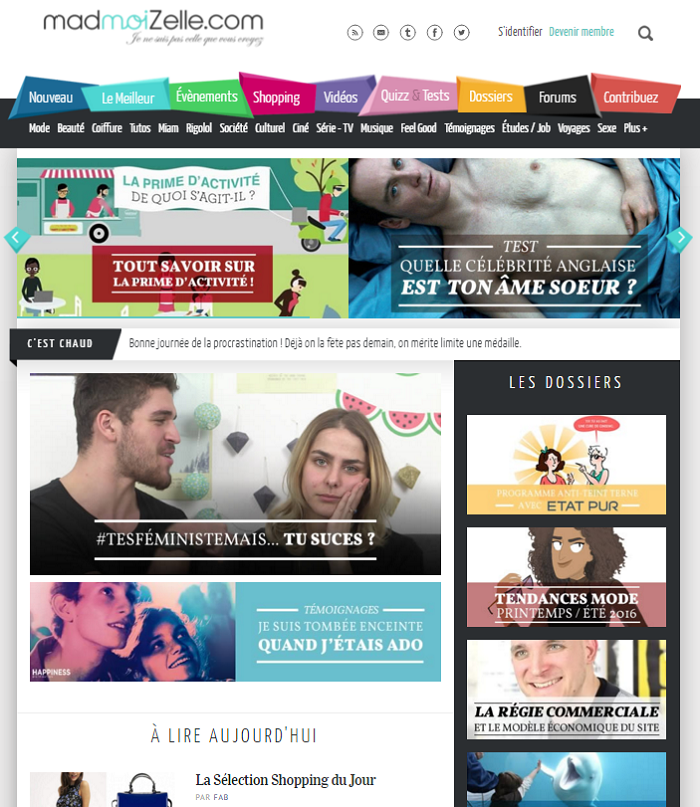 madmoiZelle.com
Je ne suis pas celle que vous croyez
S'identifier Devenir membre
Nouveau Le Meilleur Évènements Shopping Vidéos Quizz & Tests Dossiers Forums Contribuez
Mode Beauté Coiffure Tutos Miam Rigolol Société Culturel Ciné Série - TV Musique Feel Good Témoignages Études / Job Voyages Sexe Plus +
LA PRIME D'ACTIVITÉ
DE QUOI S'AGIT-IL ?
TOUT SAVOIR SUR
LA PRIME D'ACTIVITÉ !
TEST
QUELLE CÉLÉBRITÉ ANGLAISE
EST TON ÂME SOEUR ?
C'EST CHAUD
Bonne journée de la procrastination ! Déjà on la fête pas demain, on mérite limite une médaille.
#TESFÉMINISTEMAIS... TU SUCES ?
HAPPINESS
TÉMOIGNAGES
JE SUIS TOMBÉE ENCEINTE
QUAND J'ÉTAIS ADO
À LIRE AUJOURD'HUI
La Sélection Shopping du Jour
PAR FAB
LES DOSSIERS
PROGRAMME ANTI-TEINT TERNE
AVEC ETAT PUR
TENDANCES MODE
PRINTEMPS / ÉTÉ 2016
LA RÉGIE COMMERCIALE
ET LE MODÈLE ÉCONOMIQUE DU SITE